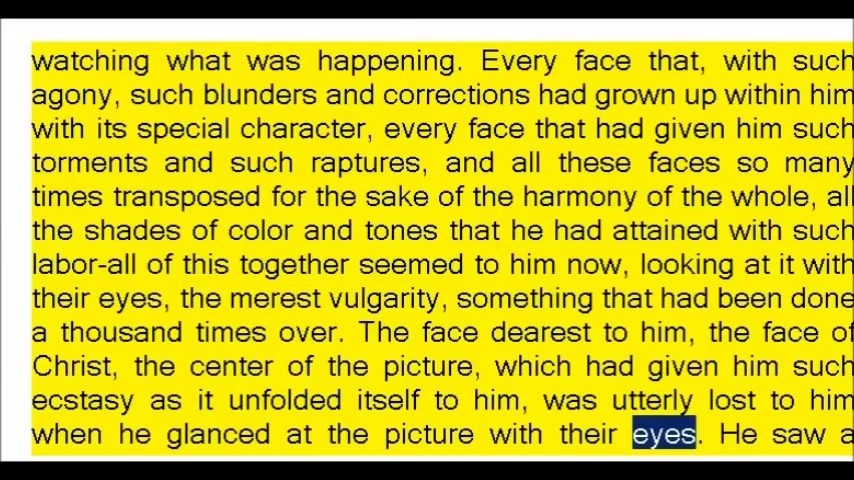 watching what was happening. Every face that, with such
agony, such blunders and corrections had grown up within him
with its special character, every face that had given him such
torments and such raptures, and all these faces so many
times transposed for the sake of the harmony of the whole, all
the shades of color and tones that he had attained with such
labor-all of this together seemed to him now, looking at it with
their eyes, the merest vulgarity, something that had been done
a thousand times over. The face dearest to him, the face of
Christ, the center of the picture, which had given him such
ecstasy as it unfolded itself to him, was utterly lost to him
when he glanced at the picture with their eyes. He saw a